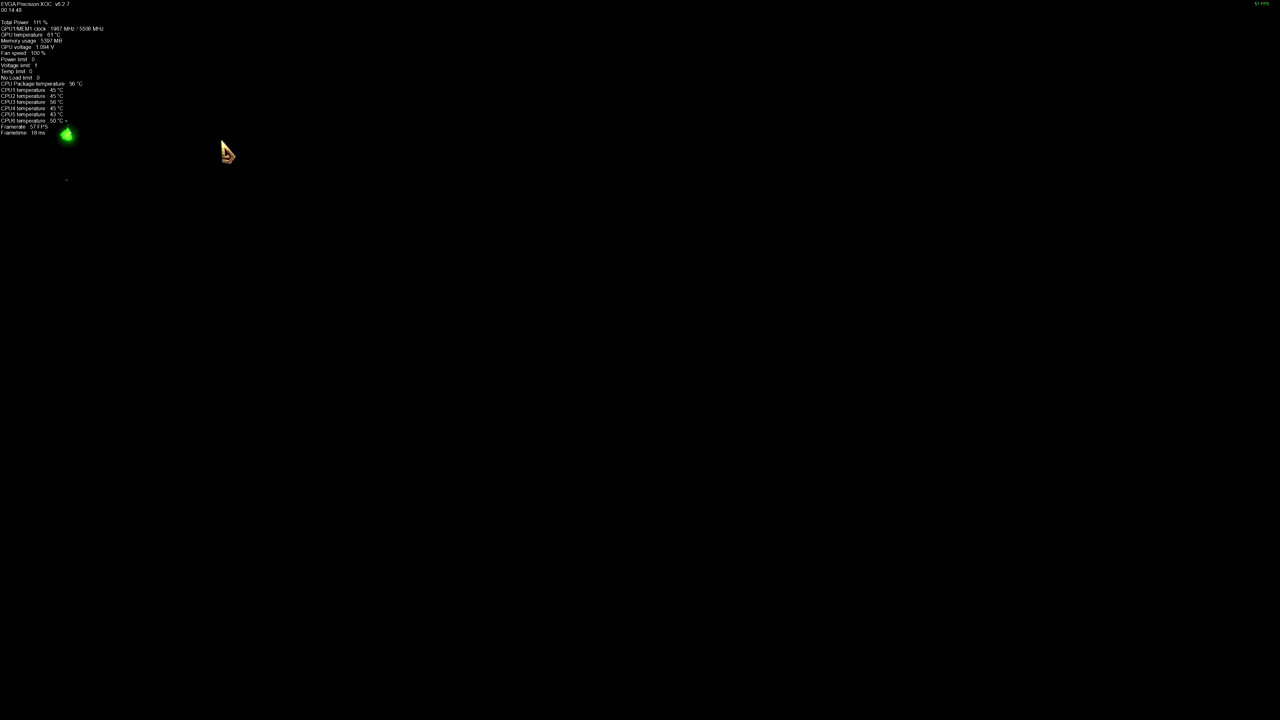 EVGA Precision XOC v6.2.7
00:14:48
Total Power : 111 %
GPU1/MEM1 clock : 1987 MHz / 5508 MHz
GPU temperature : 61 °C
Memory usage : 5397 MB
GPU voltage : 1.094 V
Fan speed : 100 %
Power limit : 0
Voltage limit : 1
Temp limit : 0
No Load limit : 0
CPU Package temperature : 56 °C
CPU1 temperature : 45 °C
CPU2 temperature : 45 °C
CPU3 temperature : 56 °C
CPU4 temperature : 45 °C
CPU5 temperature : 43 °C
CPU6 temperature : 50 °C
Framerate : 57 FPS
Frametime : 18 ms